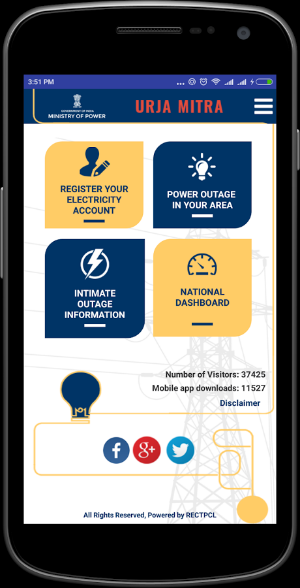 3:51 PM
GOVERNMENT OF INDIA
MINISTRY OF POWER
URJA MITRA
REGISTER YOUR
ELECTRICITY
ACCOUNT
POWER OUTAGE
IN YOUR AREA
INTIMATE
OUTAGE
INFORMATION
NATIONAL
DASHBOARD
Number of Visitors: 37425
Mobile app downloads: 11527
Disclaimer
f
g+
All Rights Reserved, Powered by RECTPCL